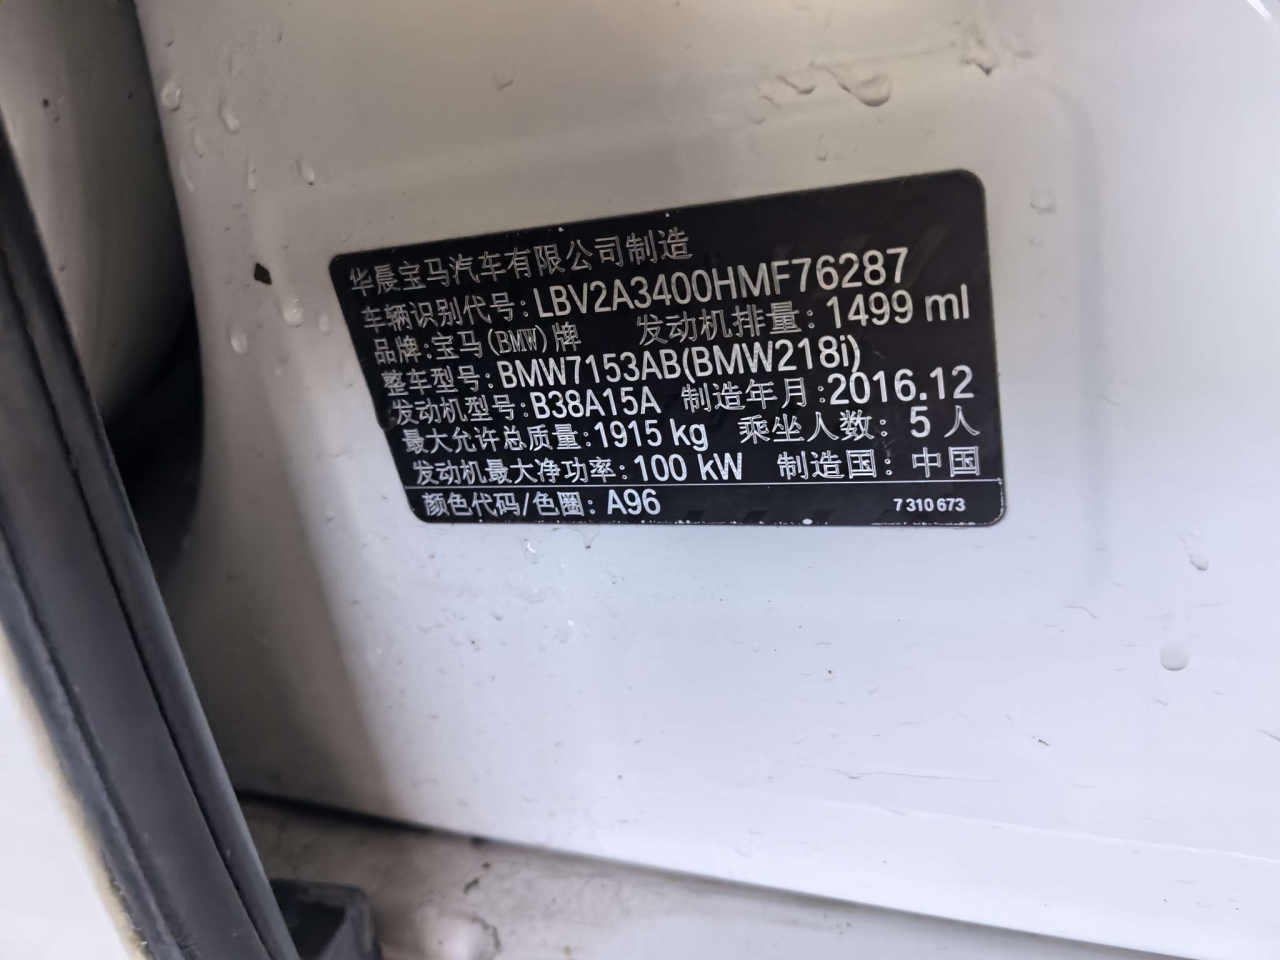 华晨宝马汽车有限公司制造
车辆识别代号: LBV2A3400HMF76287
品牌: 宝马(BMW)牌 发动机排量: 1499 ml
整车型号: BMW7153AB(BMW218i)
发动机型号: B38A15A 制造年月: 2016.12
最大允许总质量: 1915 kg 乘坐人数: 5 人
发动机最大净功率: 100 kW 制造国: 中国
颜色代码/色圈: A96 7 310 673